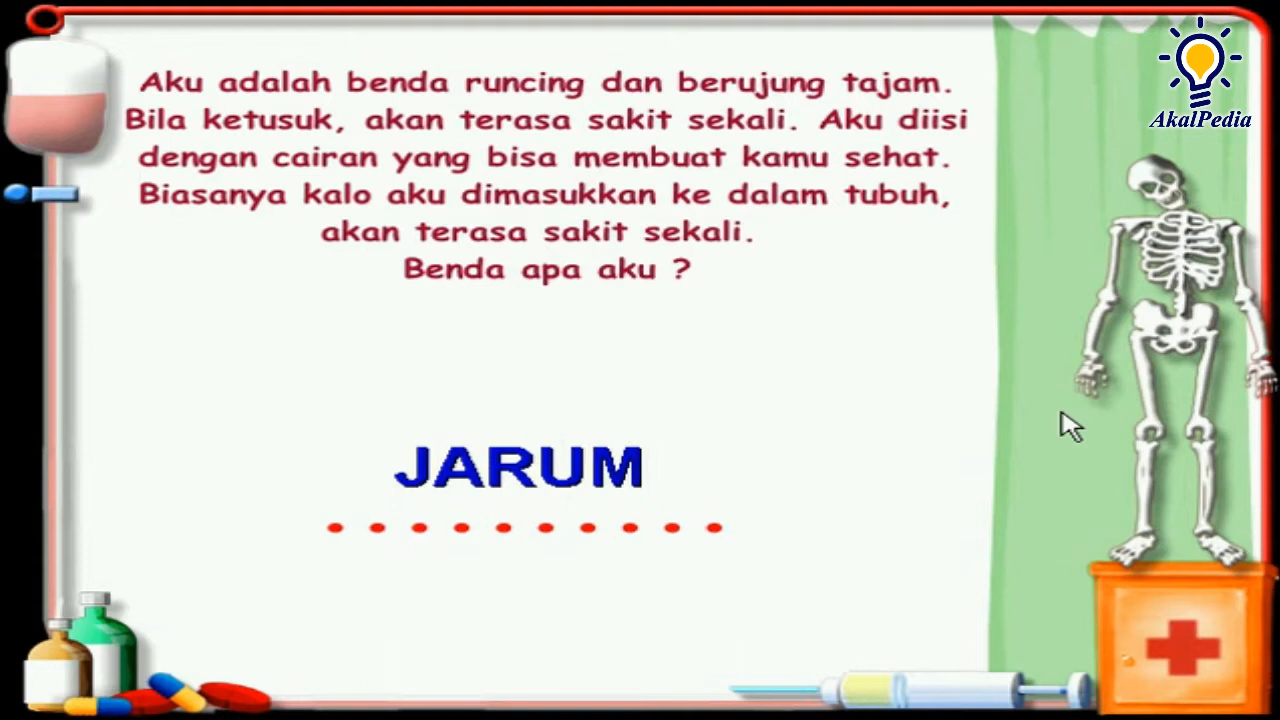 AkalPedia
Aku adalah benda runcing dan berujung tajam.
Bila ketusuk, akan terasa sakit sekali. Aku diisi
dengan cairan yang bisa membuat kamu sehat.
Biasanya kalo aku dimasukkan ke dalam tubuh,
akan terasa sakit sekali.
Benda apa aku ?
JARUM
. . . . . . . . . .